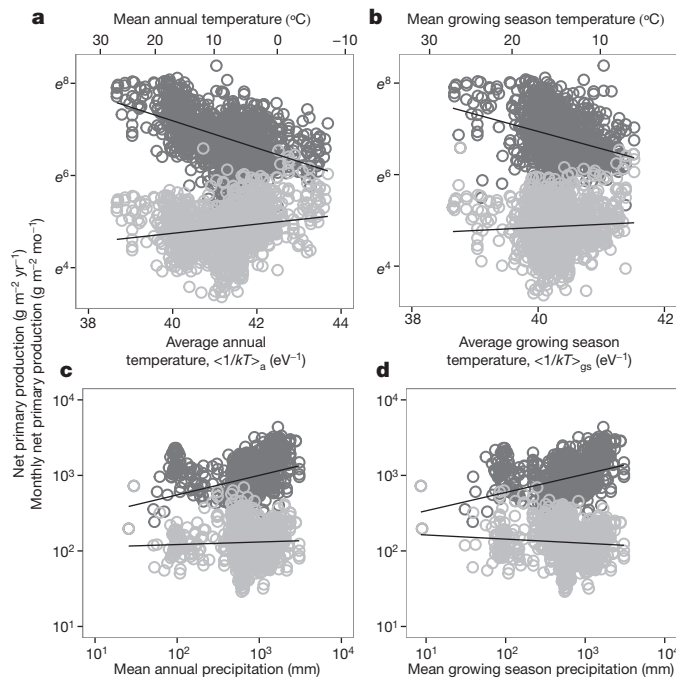 a
Mean annual temperature (°C)
30 20 10 0 −10
e⁸
e⁶
e⁴
38 40 42 44
Average annual
temperature, <1/kT>ₐ (eV⁻¹)
b
Mean growing season temperature (°C)
30 20 10
e⁸
e⁶
e⁴
38 40 42
Average growing season
temperature, <1/kT>gs (eV⁻¹)
Net primary production (g m⁻² yr⁻¹)
Monthly net primary production (g m⁻² mo⁻¹)
c
10⁴
10³
10²
10¹
10¹ 10² 10³ 10⁴
Mean annual precipitation (mm)
d
10⁴
10³
10²
10¹
10¹ 10² 10³ 10⁴
Mean growing season precipitation (mm)